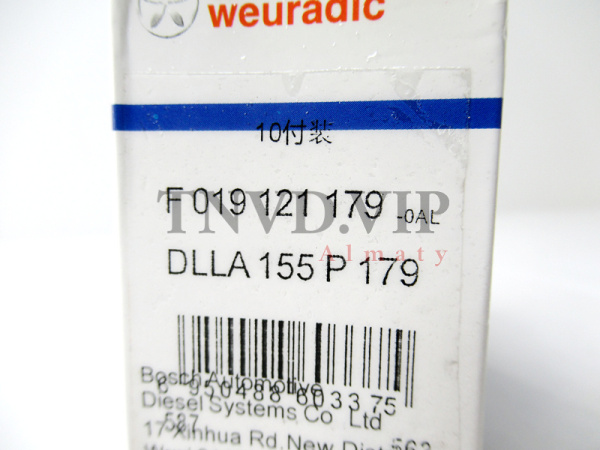 weuradic
10付装
F 019 121 179 -0AL
TNVD.VIP
Almaty
DLLA 155 P 179
6 950488 603375
Bosch Automotive
Diesel Systems Co Ltd
17 Xinhua Rd, New